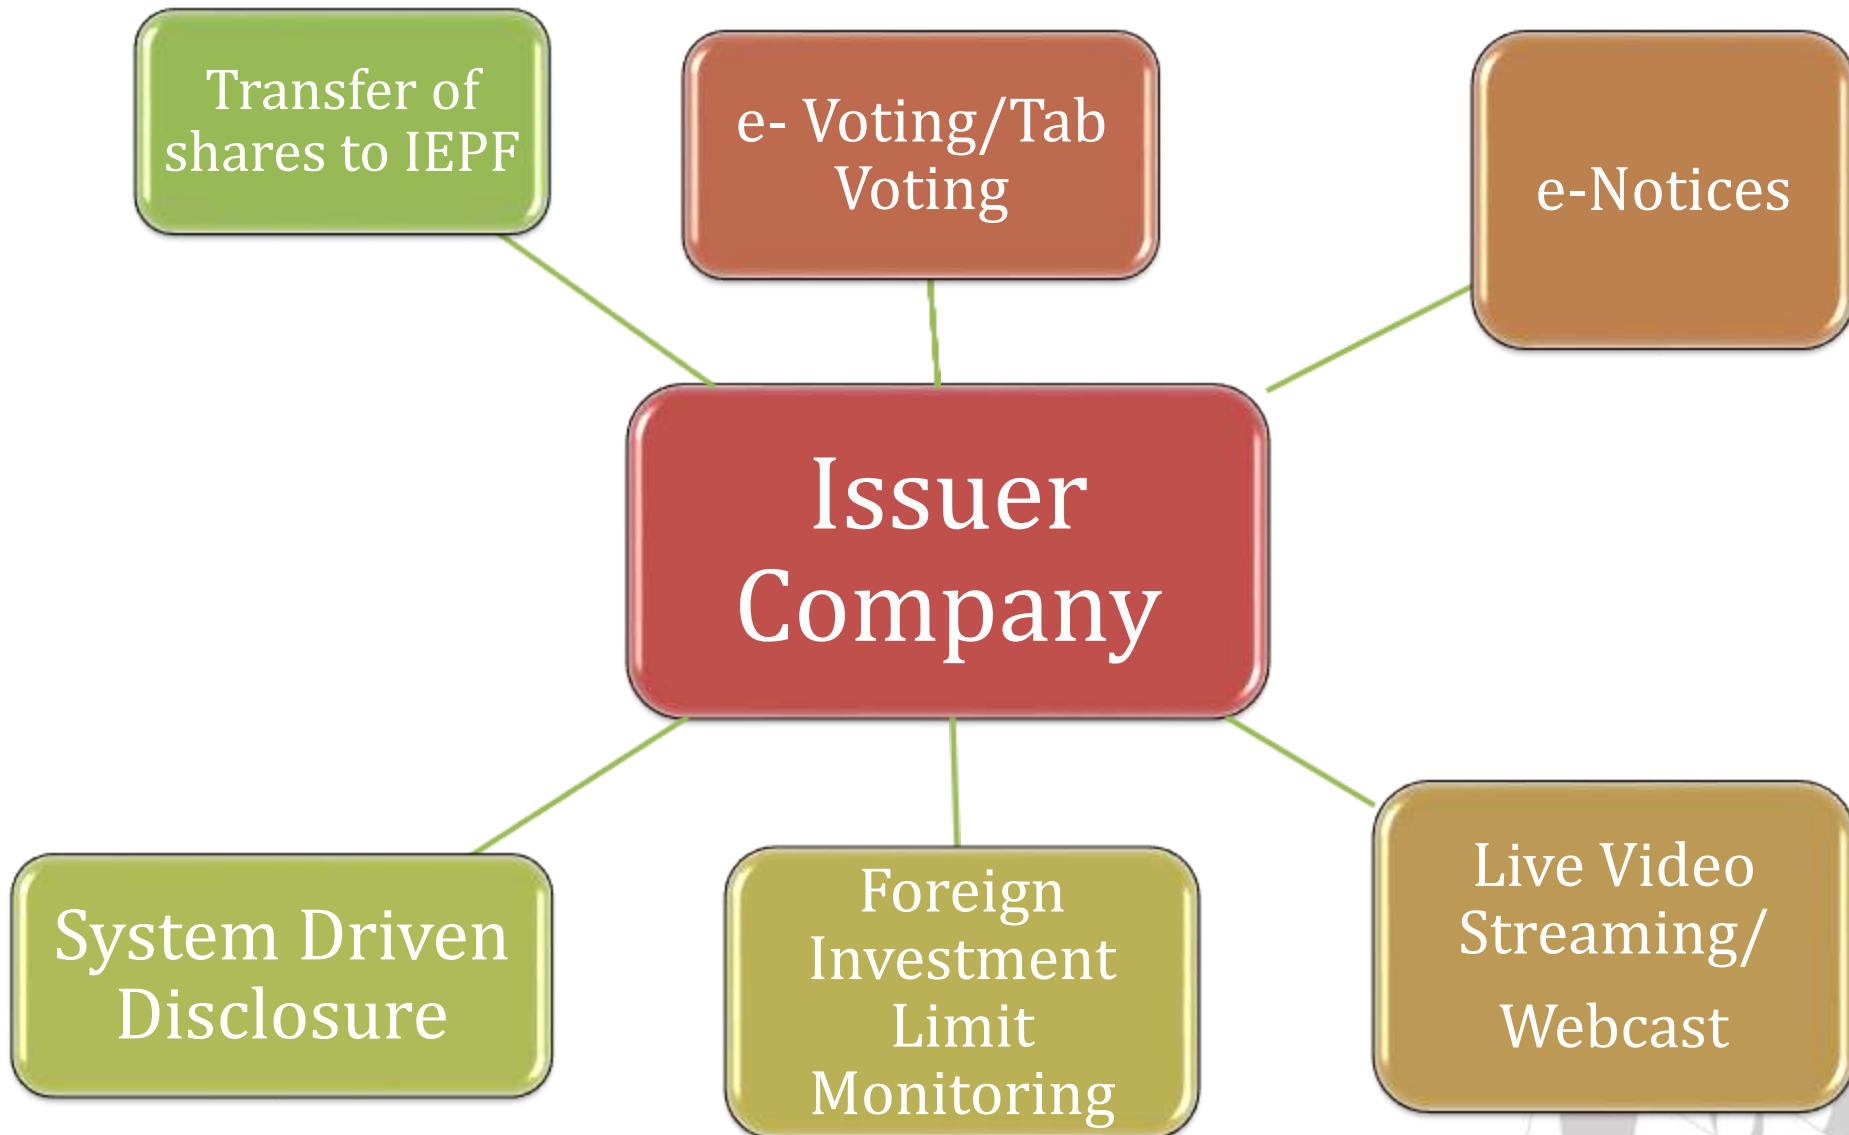 Transfer of
shares to IEPF
e- Voting/Tab
Voting
e-Notices
Issuer
Company
System Driven
Disclosure
Foreign
Investment
Limit
Monitoring
Live Video
Streaming/
Webcast